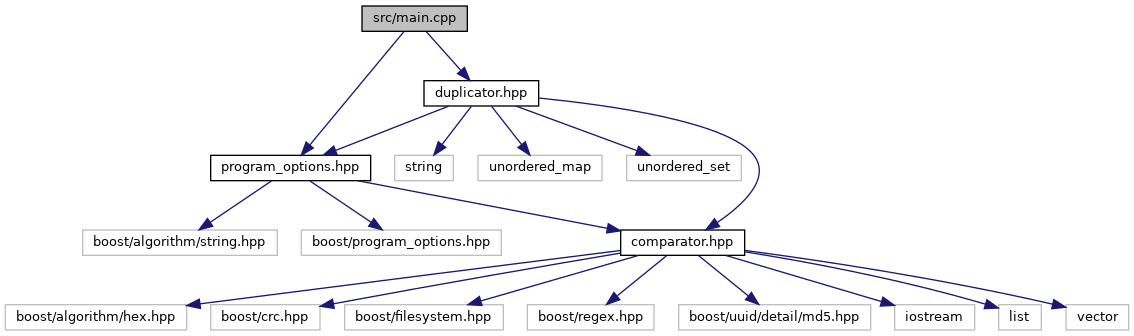 src/main.cpp
duplicator.hpp
program_options.hpp
string
unordered_map
unordered_set
boost/algorithm/string.hpp
boost/program_options.hpp
comparator.hpp
boost/algorithm/hex.hpp
boost/crc.hpp
boost/filesystem.hpp
boost/regex.hpp
boost/uuid/detail/md5.hpp
iostream
list
vector